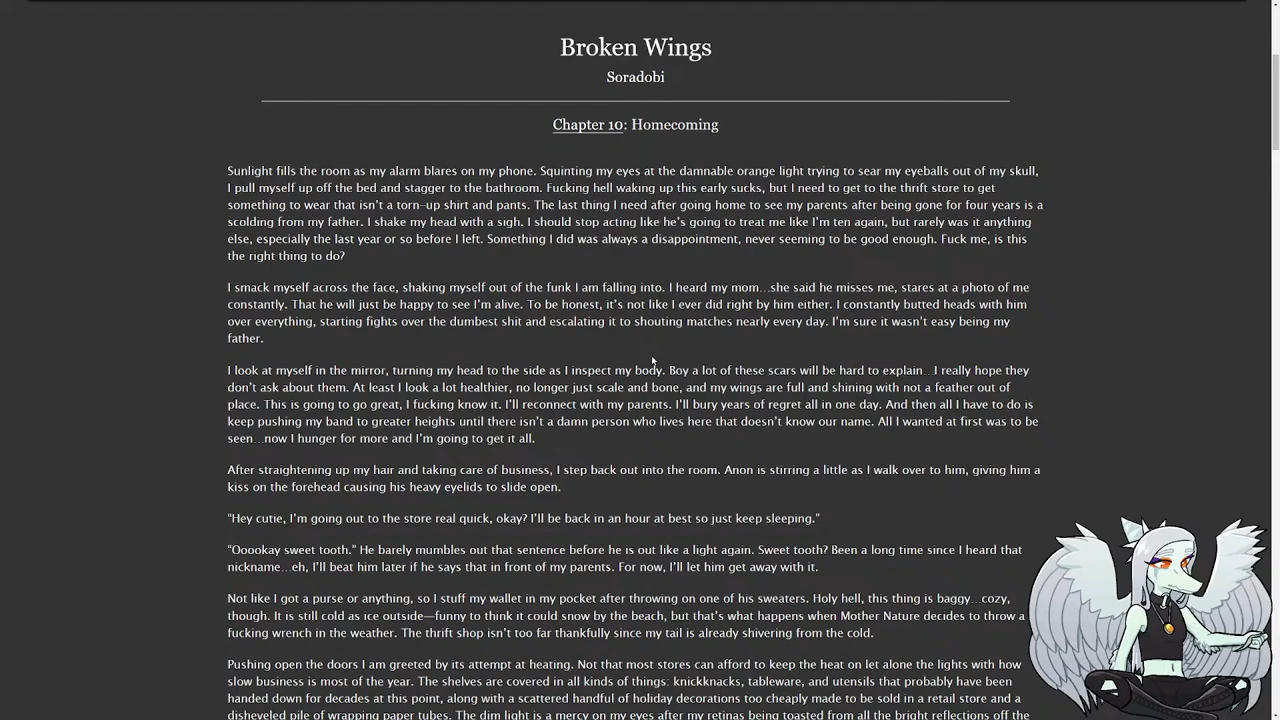 Broken Wings
Soradobi
Chapter 10: Homecoming
Sunlight fills the room as my alarm blares on my phone. Squinting my eyes at the damnable orange light trying to sear my eyeballs out of my skull,
I pull myself up off the bed and stagger to the bathroom. Fucking hell waking up this early sucks, but I need to get to the thrift store to get
something to wear that isn't a torn-up shirt and pants. The last thing I need after going home to see my parents after being gone for four years is a
scolding from my father. I shake my head with a sigh. I should stop acting like he's going to treat me like I'm ten again, but rarely was it anything
else, especially the last year or so before I left. Something I did was always a disappointment, never seeming to be good enough. Fuck me, is this
the right thing to do?
I smack myself across the face, shaking myself out of the funk I am falling into. I heard my mom…she said he misses me, stares at a photo of me
constantly. That he will just be happy to see I'm alive. To be honest, it's not like I ever did right by him either. I constantly butted heads with him
over everything, starting fights over the dumbest shit and escalating it to shouting matches nearly every day. I'm sure it wasn't easy being my
father.
I look at myself in the mirror, turning my head to the side as I inspect my body. Boy a lot of these scars will be hard to explain…I really hope they
don't ask about them. At least I look a lot healthier, no longer just scale and bone, and my wings are full and shining with not a feather out of
place. This is going to go great, I fucking know it. I'll reconnect with my parents. I'll bury years of regret all in one day. And then all I have to do is
keep pushing my band to greater heights until there isn't a damn person who lives here that doesn't know our name. All I wanted at first was to be
seen…now I hunger for more and I'm going to get it all.
After straightening up my hair and taking care of business, I step back out into the room. Anon is stirring a little as I walk over to him, giving him a
kiss on the forehead causing his heavy eyelids to slide open.
"Hey cutie, I'm going out to the store real quick, okay? I'll be back in an hour at best so just keep sleeping."
"Ooookay sweet tooth." He barely mumbles out that sentence before he is out like a light again. Sweet tooth? Been a long time since I heard that
nickname…eh, I'll beat him later if he says that in front of my parents. For now, I'll let him get away with it.
Not like I got a purse or anything, so I stuff my wallet in my pocket after throwing on one of his sweaters. Holy hell, this thing is baggy…cozy,
though. It is still cold as ice outside—funny to think it could snow by the beach, but that's what happens when Mother Nature decides to throw a
fucking wrench in the weather. The thrift shop isn't too far thankfully since my tail is already shivering from the cold.
Pushing open the doors I am greeted by its attempt at heating. Not that most stores can afford to keep the heat on let alone the lights with how
slow business is most of the year. The shelves are covered in all kinds of things: knickknacks, tableware, and utensils that probably have been
handed down for decades at this point, along with a scattered handful of holiday decorations too cheaply made to be sold in a retail store and a
disheveled pile of wrapping paper tubes. The dim light is a mercy on my eyes after my retinas being toasted from all the bright reflections off the